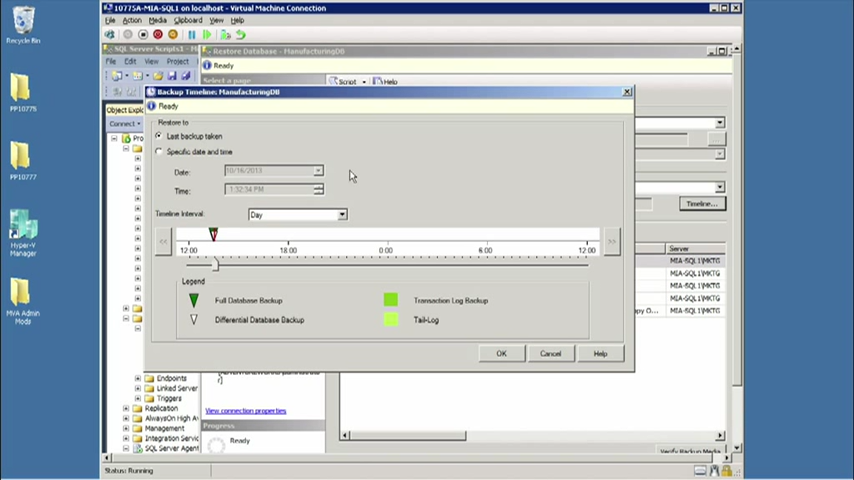 10775A-MIA-SQL1 on localhost - Virtual Machine Connection
File Action Media Clipboard View Help
SQL Server Scripts1 - M
Restore Database - ManufacturingDB
File Edit View Project
Ready
Select a page
Script Help
Backup Timeline: ManufacturingDB
Ready
Restore to
Last backup taken
Specific date and time
Date: 10/16/2013
Time: 1:32:34 PM
Timeline Interval: Day
<< >>
12:00 18:00 0:00 6:00 12:00
Legend
Full Database Backup
Transaction Log Backup
Differential Database Backup
Tail-Log
OK Cancel Help
Object Explo
Connect
Timeline...
Server
MIA-SQL1\MKTG
MIA-SQL1\MKTG
MIA-SQL1\MKTG
MIA-SQL1\MKTG
py O... MIA-SQL1\MKTG
Endpoints
Linked Server
Triggers
Replication
AlwaysOn High Av
Management
Integration Servic
SQL Server Agent
View connection properties
Progress
Ready
Verify Backup Media
Status: Running
Recycle Bin
PP10775
PP10777
Hyper-V
Manager
MVA Admin
Mods